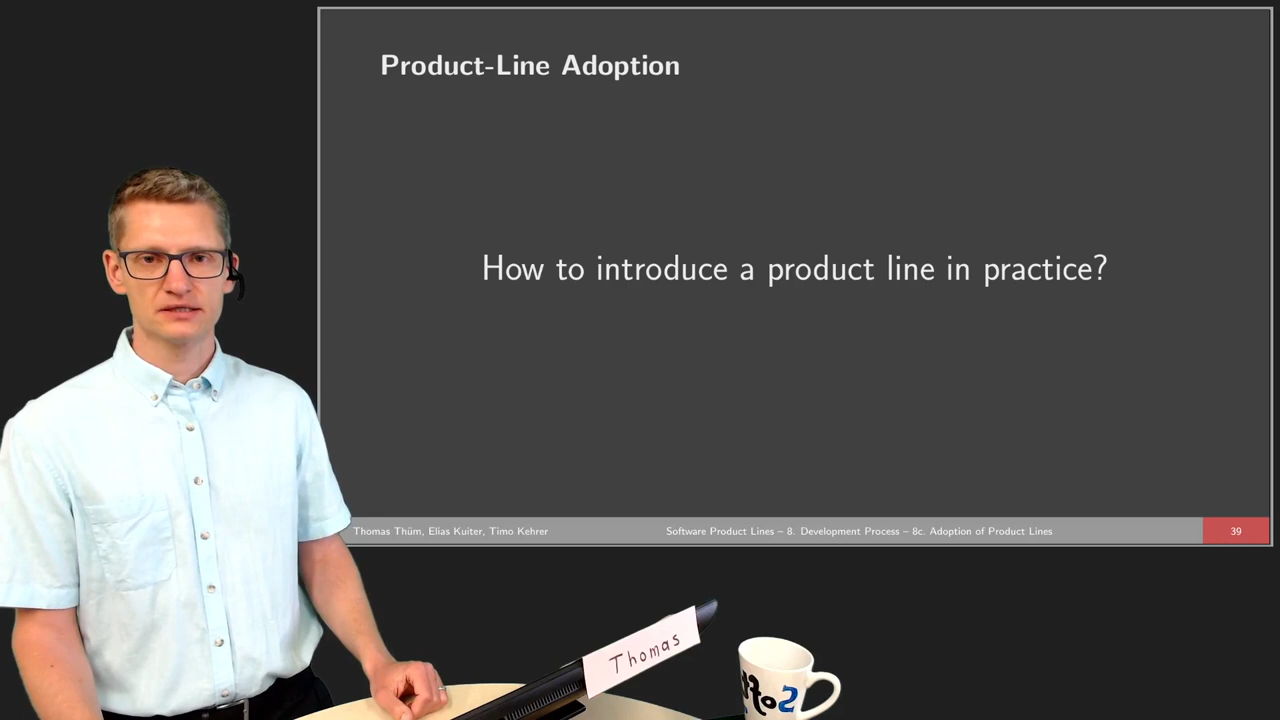 Product-Line Adoption
How to introduce a product line in practice?
Thomas Thüm, Elias Kuiter, Timo Kehrer
Software Product Lines – 8. Development Process – 8c. Adoption of Product Lines
39
Thomas